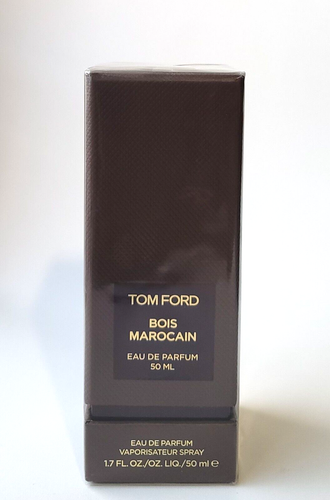 TOM FORD
BOIS
MAROCAIN
EAU DE PARFUM
50 ML
EAU DE PARFUM
VAPORISATEUR SPRAY
1.7 FL. OZ./OZ. LIQ./50 ml ℮